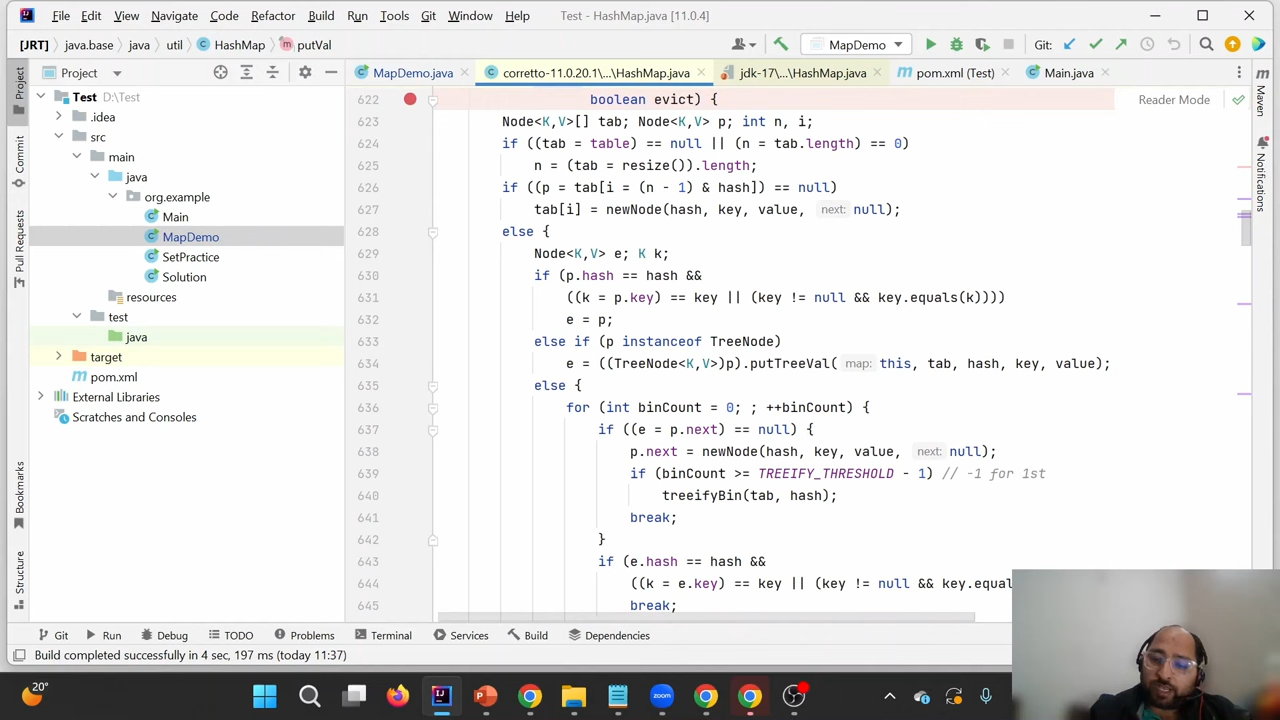 File Edit View Navigate Code Refactor Build Run Tools Git Window Help Test - HashMap.java [11.0.4]
[JRT] java.base java util HashMap putVal MapDemo Git:
Project MapDemo.java corretto-11.0.20.1\...\HashMap.java jdk-17\...\HashMap.java pom.xml (Test) Main.java
Project
Commit
Pull Requests
Bookmarks
Structure
Test D:\Test
.idea
src
main
java
org.example
Main
MapDemo
SetPractice
Solution
resources
test
java
target
pom.xml
External Libraries
Scratches and Consoles
Reader Mode
622 boolean evict) {
623 Node<K,V>[] tab; Node<K,V> p; int n, i;
624 if ((tab = table) == null || (n = tab.length) == 0)
625 n = (tab = resize()).length;
626 if ((p = tab[i = (n - 1) & hash]) == null)
627 tab[i] = newNode(hash, key, value, next: null);
628 else {
629 Node<K,V> e; K k;
630 if (p.hash == hash &&
631 ((k = p.key) == key || (key != null && key.equals(k))))
632 e = p;
633 else if (p instanceof TreeNode)
634 e = ((TreeNode<K,V>)p).putTreeVal( map: this, tab, hash, key, value);
635 else {
636 for (int binCount = 0; ; ++binCount) {
637 if ((e = p.next) == null) {
638 p.next = newNode(hash, key, value, next: null);
639 if (binCount >= TREEIFY_THRESHOLD - 1) // -1 for 1st
640 treeifyBin(tab, hash);
641 break;
642 }
643 if (e.hash == hash &&
644 ((k = e.key) == key || (key != null && key.equal
645 break;
Maven
Notifications
Git Run Debug TODO Problems Terminal Services Build Dependencies
Build completed successfully in 4 sec, 197 ms (today 11:37)
20°